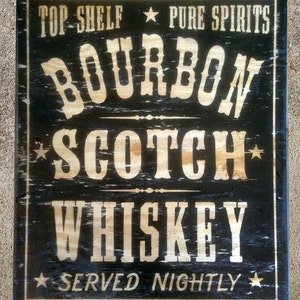 TOP-SHELF ★ PURE SPIRITS
BOURBON
★ SCOTCH ★
WHISKEY
★ SERVED NIGHTLY ★